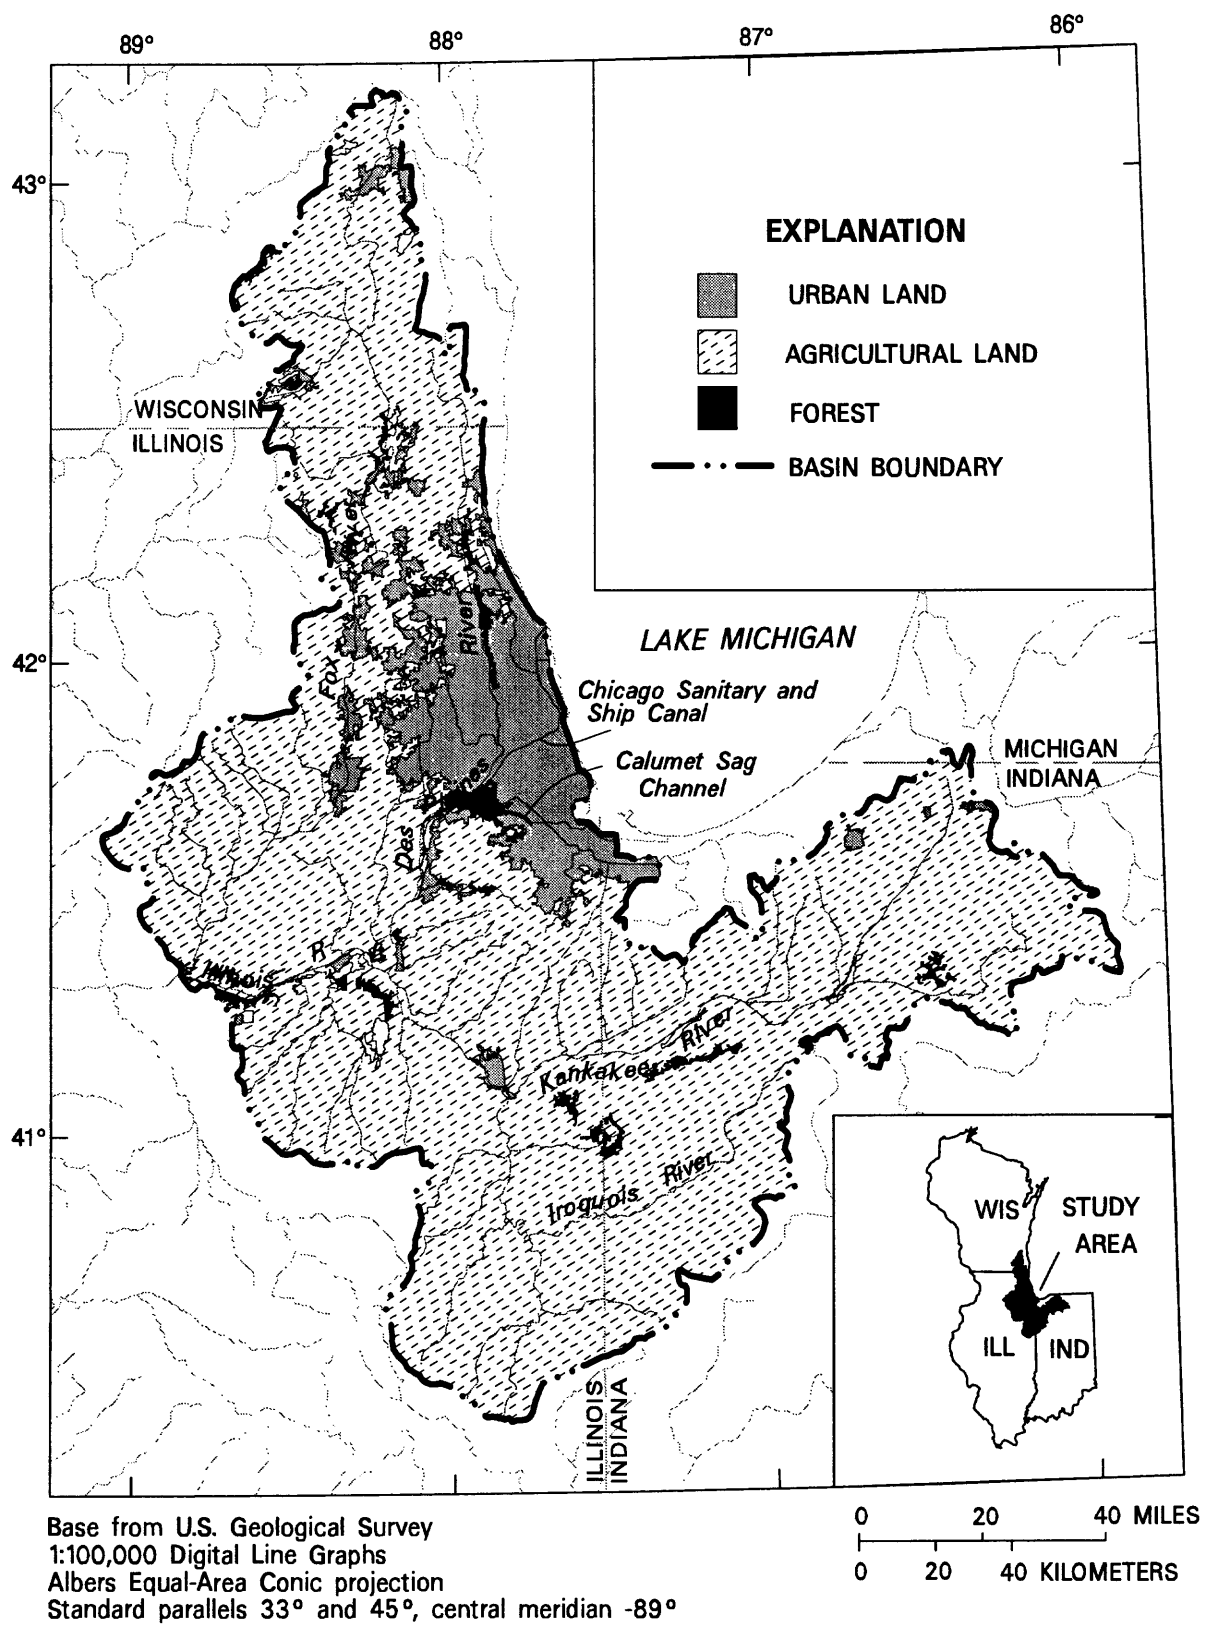 89° 88° 87° 86°
43°
42°
41°
EXPLANATION
URBAN LAND
AGRICULTURAL LAND
FOREST
BASIN BOUNDARY
WISCONSIN
ILLINOIS
River
Fox
River
LAKE MICHIGAN
Chicago Sanitary and
Ship Canal
Calumet Sag
Channel
MICHIGAN
INDIANA
Des
Plaines
Illinois
R
Kankakee
River
Iroquois
River
ILLINOIS
INDIANA
WIS
STUDY
AREA
ILL
IND
Base from U.S. Geological Survey
1:100,000 Digital Line Graphs
Albers Equal-Area Conic projection
Standard parallels 33° and 45°, central meridian -89°
0 20 40 MILES
0 20 40 KILOMETERS